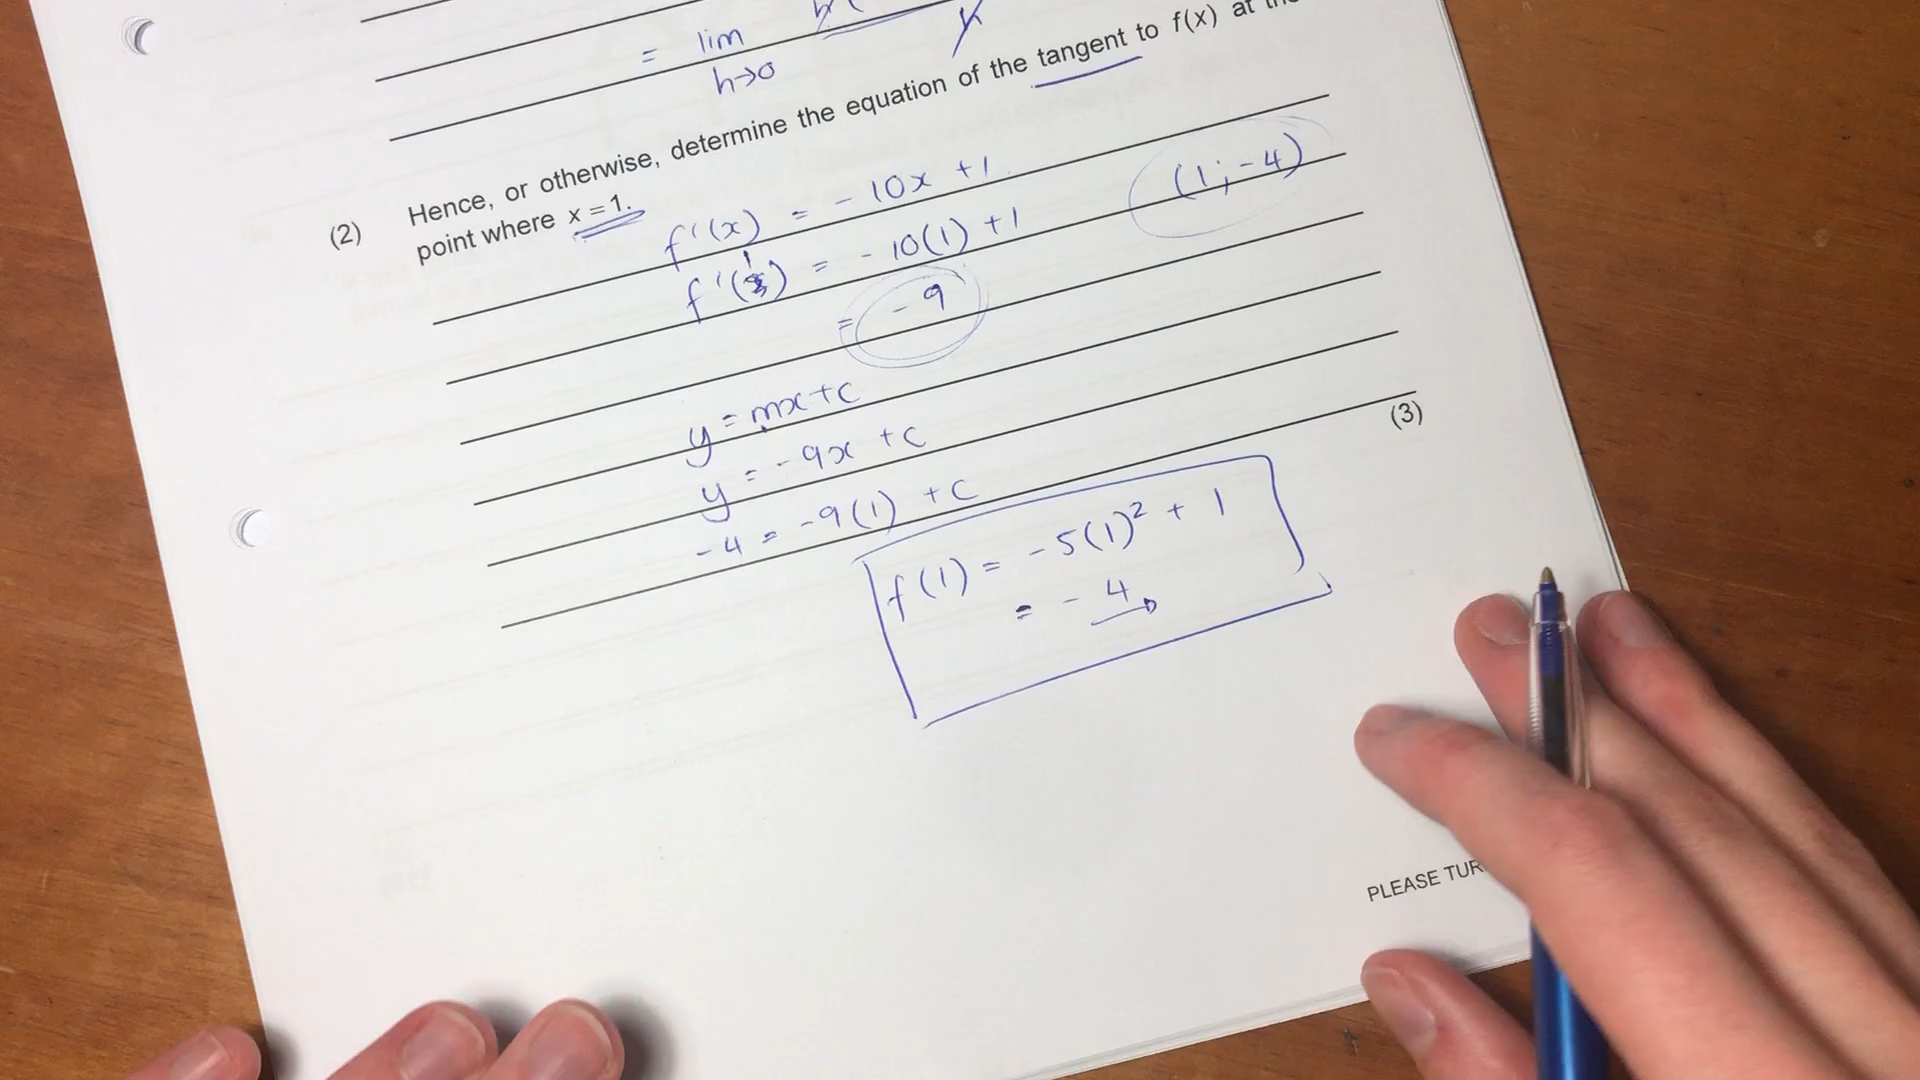 = lim
h→0
(2) Hence, or otherwise, determine the equation of the tangent to f(x) at the
point where x = 1.
f'(x) = - 10x + 1 (1 ; - 4)
f'(1) = - 10(1) + 1
= - 9
y = mx + c
y = - 9x + c
- 4 = - 9(1) + c
(3)
f(1) = - 5(1)² + 1
= - 4
PLEASE TUR